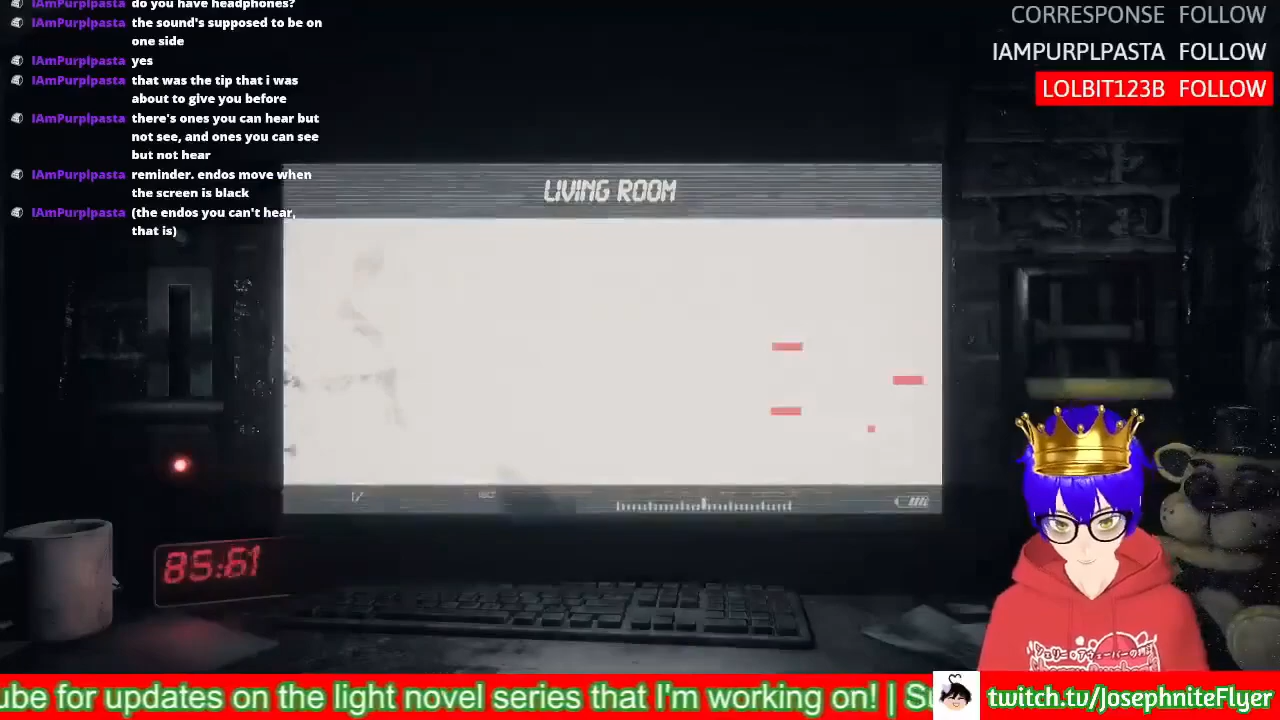 IAmPurplpasta do you have headphones?
IAmPurplpasta the sound's supposed to be on
one side
IAmPurplpasta yes
IAmPurplpasta that was the tip that i was
about to give you before
IAmPurplpasta there's ones you can hear but
not see, and ones you can see
but not hear
IAmPurplpasta reminder. endos move when
the screen is black
IAmPurplpasta (the endos you can't hear,
that is)
CORRESPONSE FOLLOW
IAMPURPLPASTA FOLLOW
LOLBIT123B FOLLOW
LIVING ROOM
85:61
ube for updates on the light novel series that I'm working on! | Su
twitch.tv/JosephniteFlyer